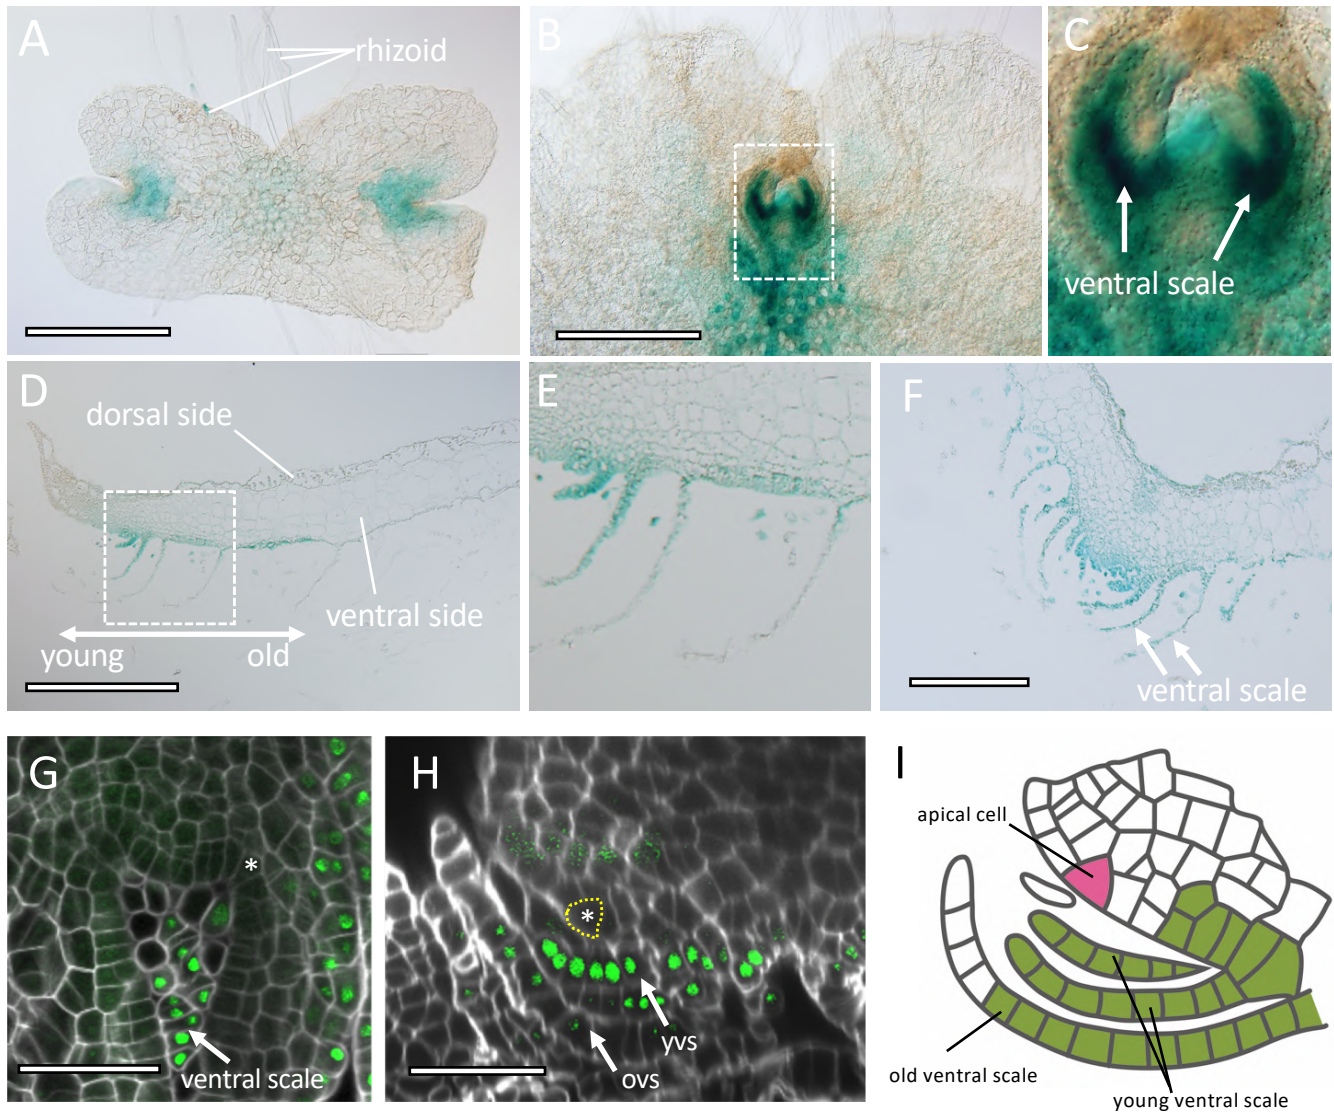 A
rhizoid
B
C
ventral scale
D
dorsal side
ventral side
young
old
E
F
ventral scale
G
*
ventral scale
H
*
yvs
ovs
I
apical cell
old ventral scale
young ventral scale